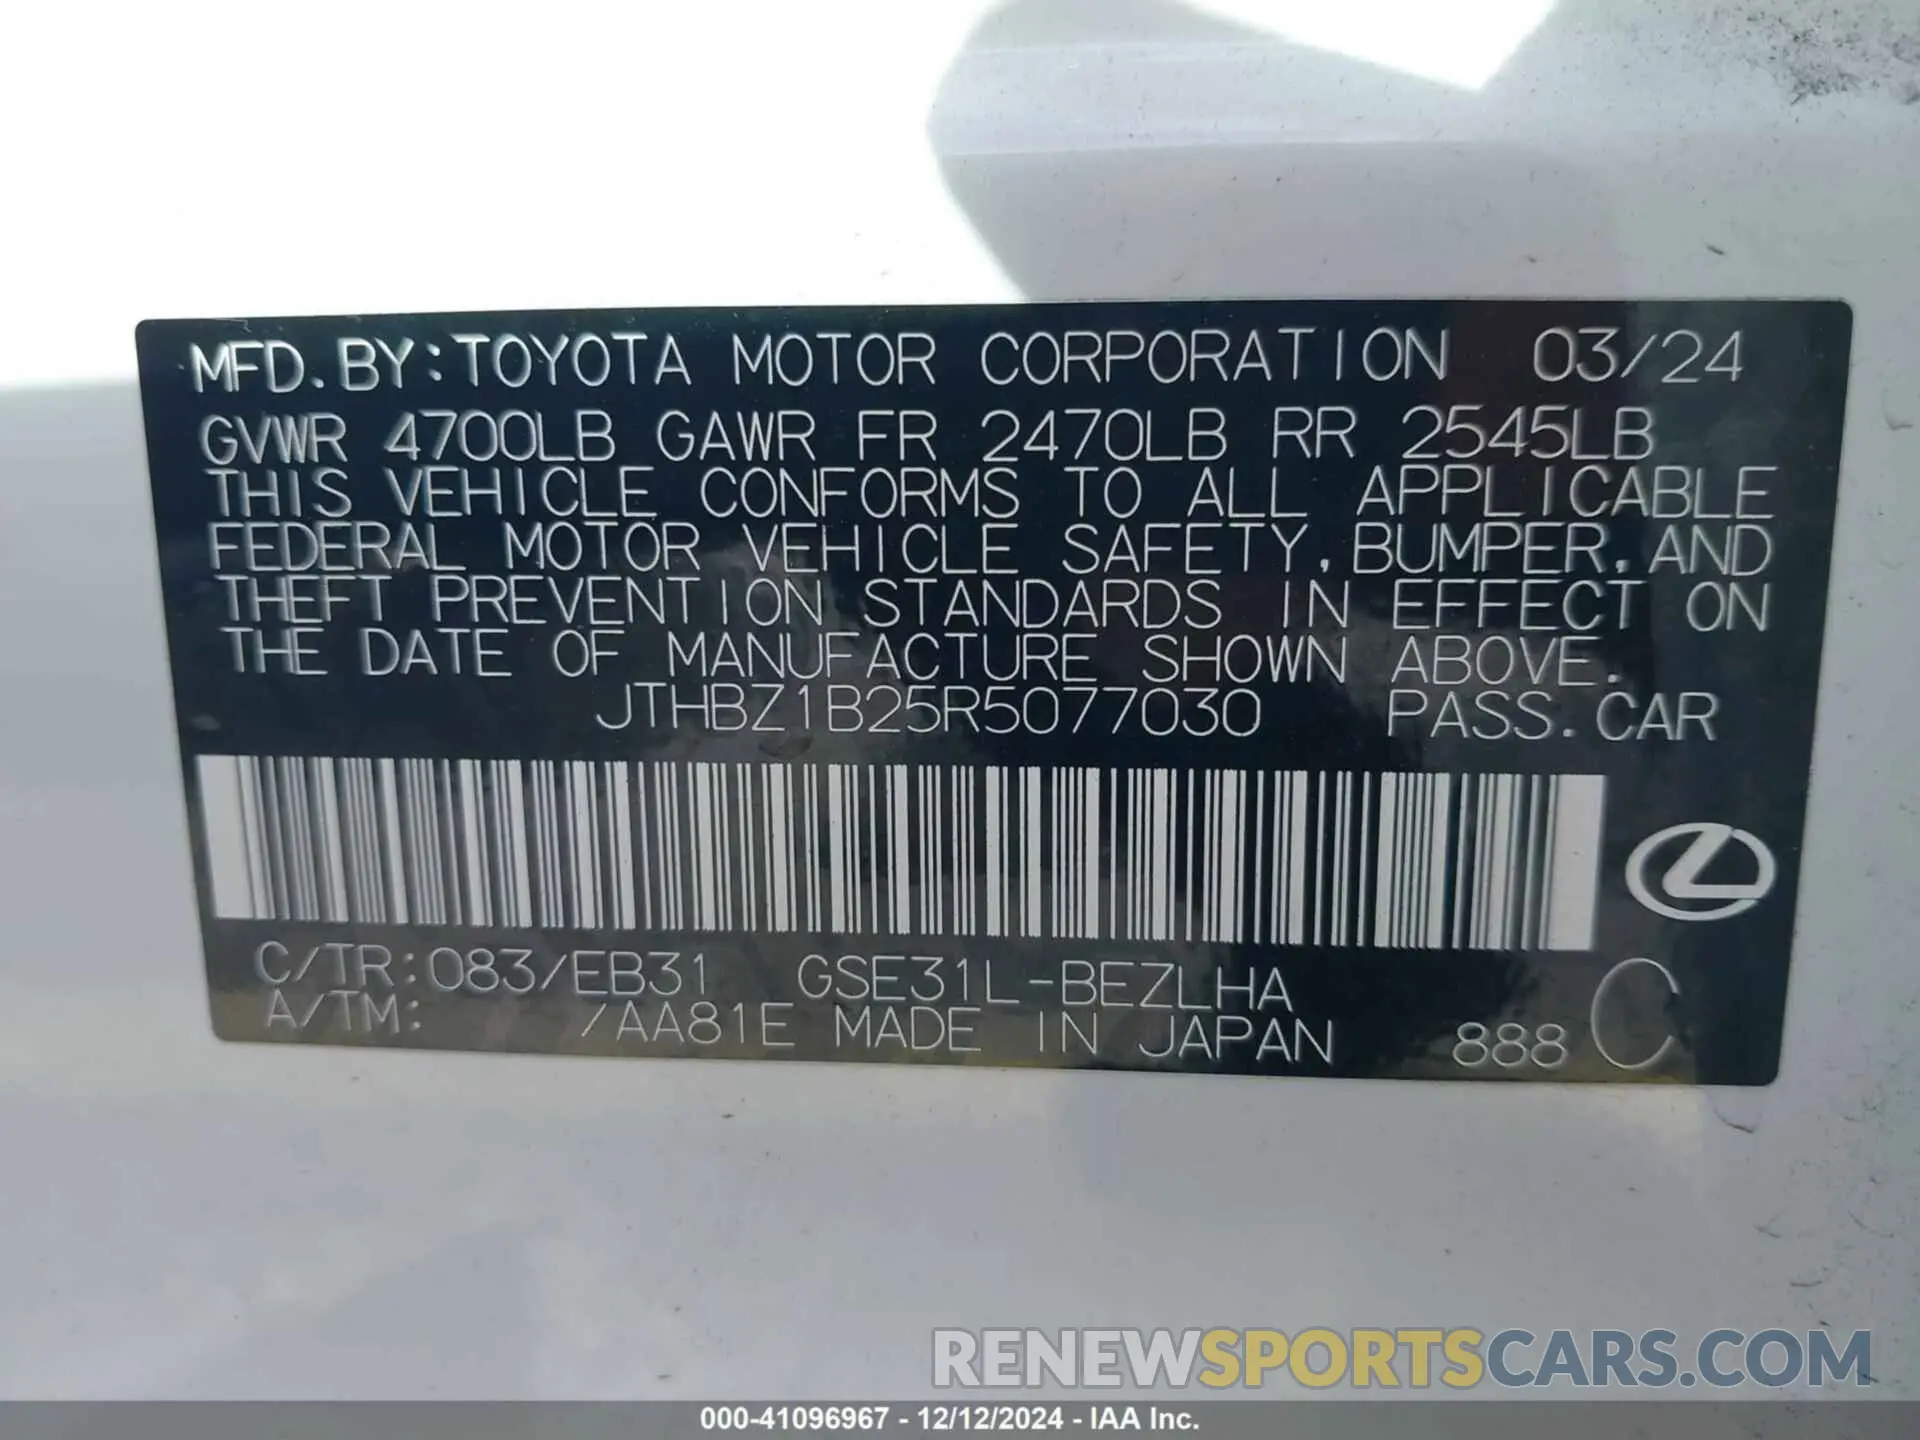 MFD.BY:TOYOTA MOTOR CORPORATION 03/24
GVWR 4700LB GAWR FR 2470LB RR 2545LB
THIS VEHICLE CONFORMS TO ALL APPLICABLE
FEDERAL MOTOR VEHICLE SAFETY,BUMPER,AND
THEFT PREVENTION STANDARDS IN EFFECT ON
THE DATE OF MANUFACTURE SHOWN ABOVE.
JTHBZ1B25R5077030 PASS.CAR
C/TR:083/EB31 GSE31L-BEZLHA
A/TM: /AA81E MADE IN JAPAN 888 C
RENEWSPORTSCARS.COM
000-41096967 - 12/12/2024 - IAA Inc.